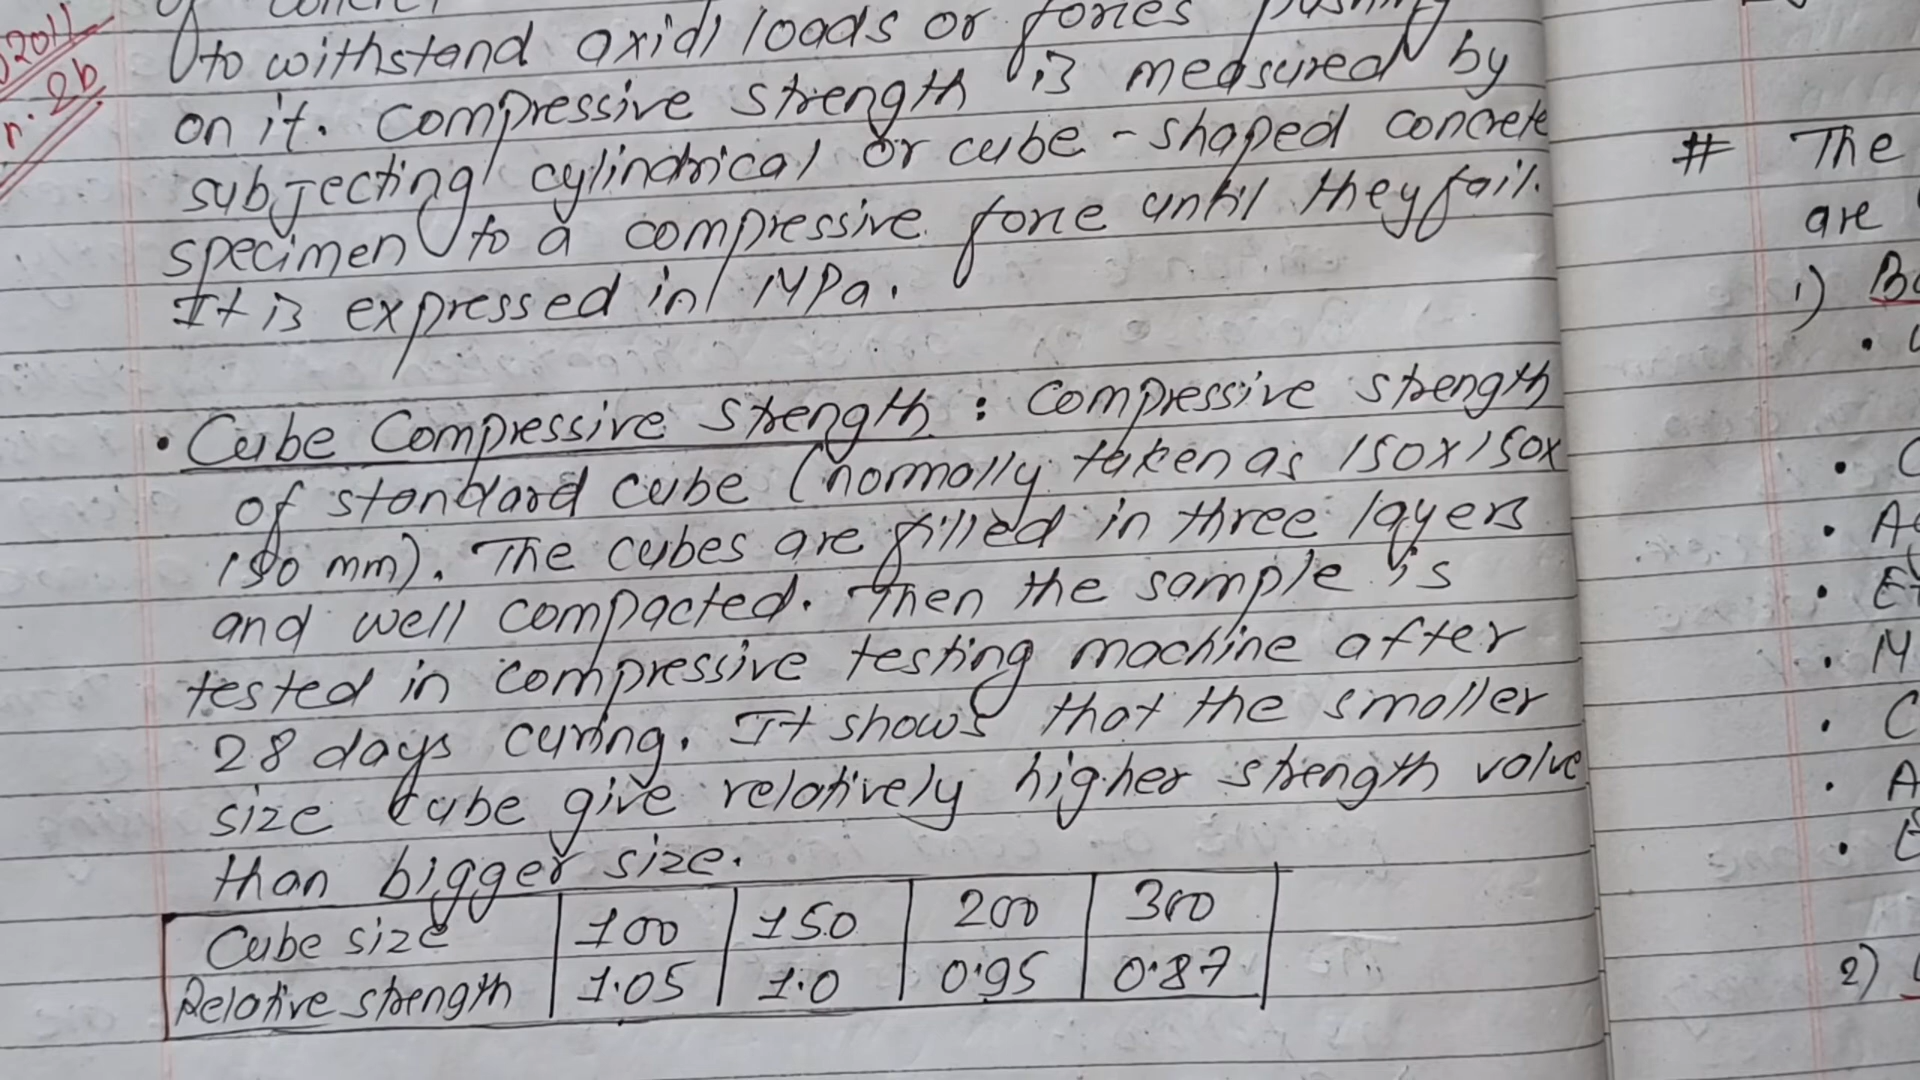 2011
r. 2b
to withstand axial loads or forces pushing
on it. Compressive strength is measured by
subjecting cylindrical or cube-shaped concrete
specimen to a compressive force until they fail.
It is expressed in MPa.
• Cube Compressive Strength : Compressive strength
of standard cube (normally taken as 150x150x
150 mm). The cubes are filled in three layers
and well compacted. Then the sample is
tested in compressive testing machine after
28 days curing. It shows that the smaller
size cube give relatively higher strength value
than bigger size.
Cube size 100 150 200 300
Relative strength 1.05 1.0 0.95 0.87
# The
are
1)
2)